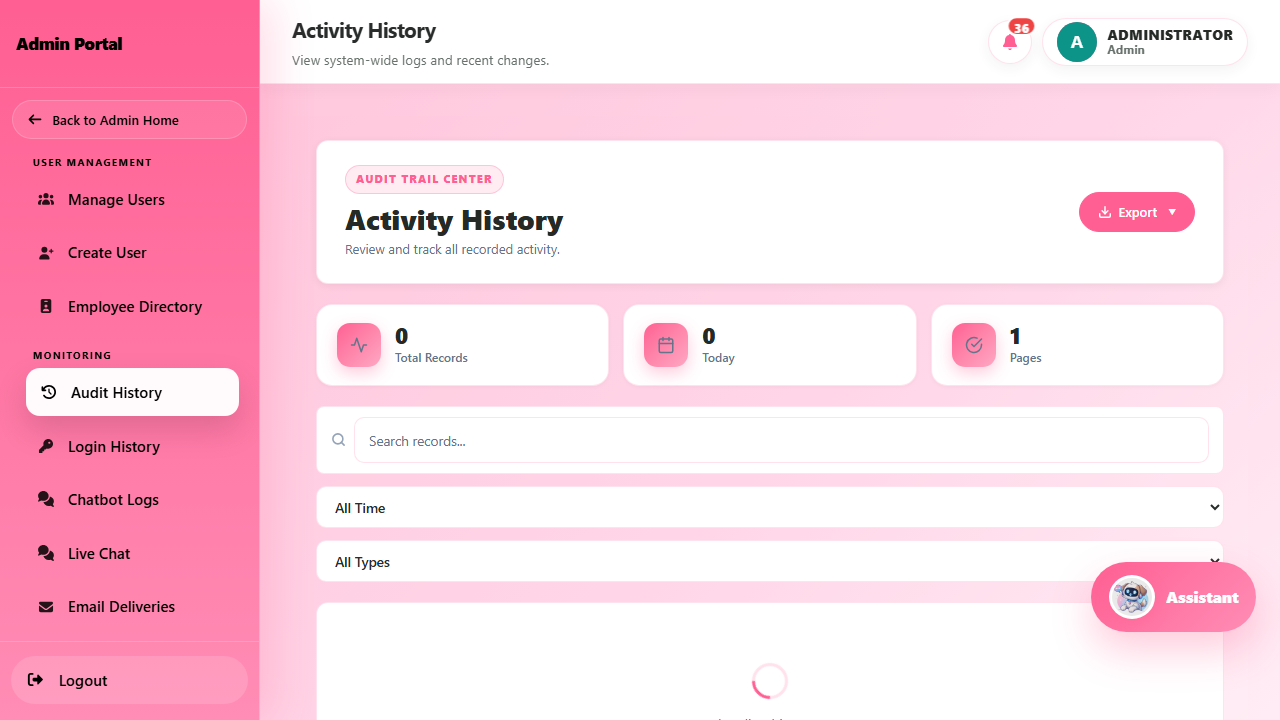 Admin Portal
Back to Admin Home
USER MANAGEMENT
Manage Users
Create User
Employee Directory
MONITORING
Audit History
Login History
Chatbot Logs
Live Chat
Email Deliveries
Logout
Activity History
View system-wide logs and recent changes.
36
A
ADMINISTRATOR
Admin
AUDIT TRAIL CENTER
Activity History
Review and track all recorded activity.
Export ▼
0
Total Records
0
Today
1
Pages
Search records...
All Time
All Types
Assistant